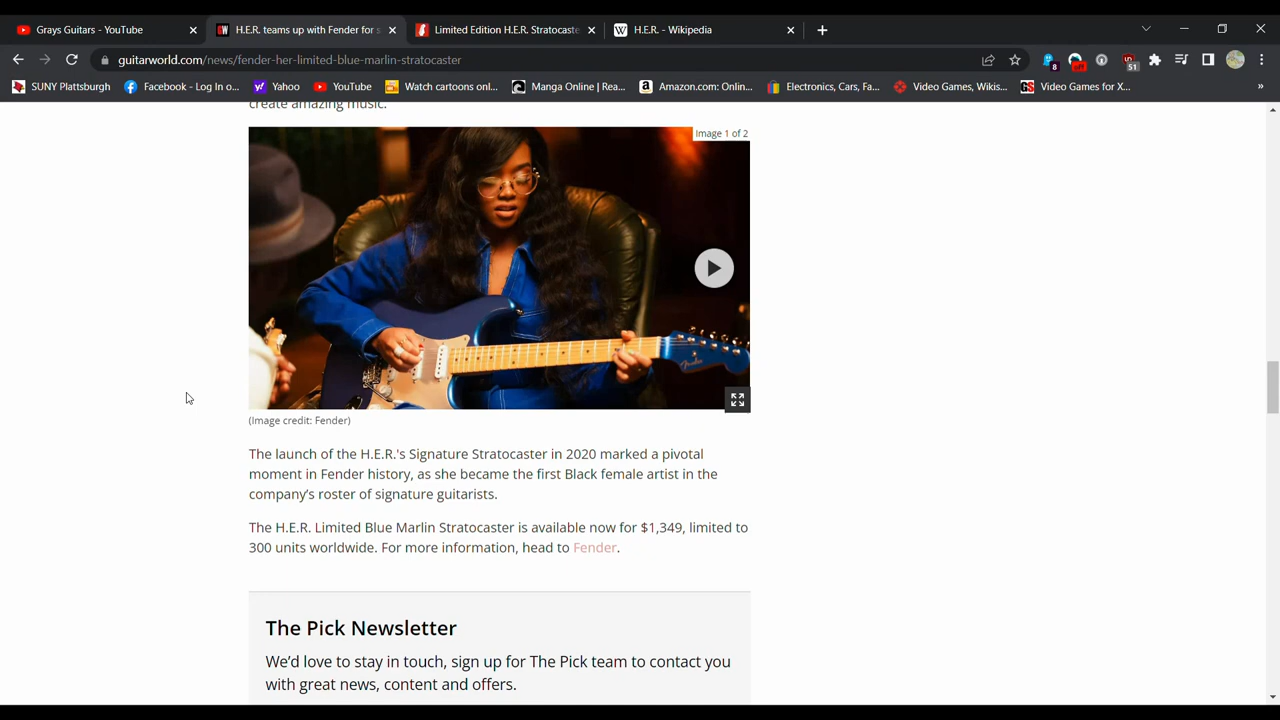 Grays Guitars - YouTube
H.E.R. teams up with Fender for s
Limited Edition H.E.R. Stratocaste
H.E.R. - Wikipedia
guitarworld.com/news/fender-her-limited-blue-marlin-stratocaster
8
off
51
SUNY Plattsburgh
Facebook - Log In o...
Yahoo
YouTube
Watch cartoons onl...
Manga Online | Rea...
Amazon.com: Onlin...
Electronics, Cars, Fa...
Video Games, Wikis...
Video Games for X...
create amazing music.
Image 1 of 2
Fender
(Image credit: Fender)
The launch of the H.E.R.'s Signature Stratocaster in 2020 marked a pivotal
moment in Fender history, as she became the first Black female artist in the
company's roster of signature guitarists.
The H.E.R. Limited Blue Marlin Stratocaster is available now for $1,349, limited to
300 units worldwide. For more information, head to Fender.
The Pick Newsletter
We'd love to stay in touch, sign up for The Pick team to contact you
with great news, content and offers.